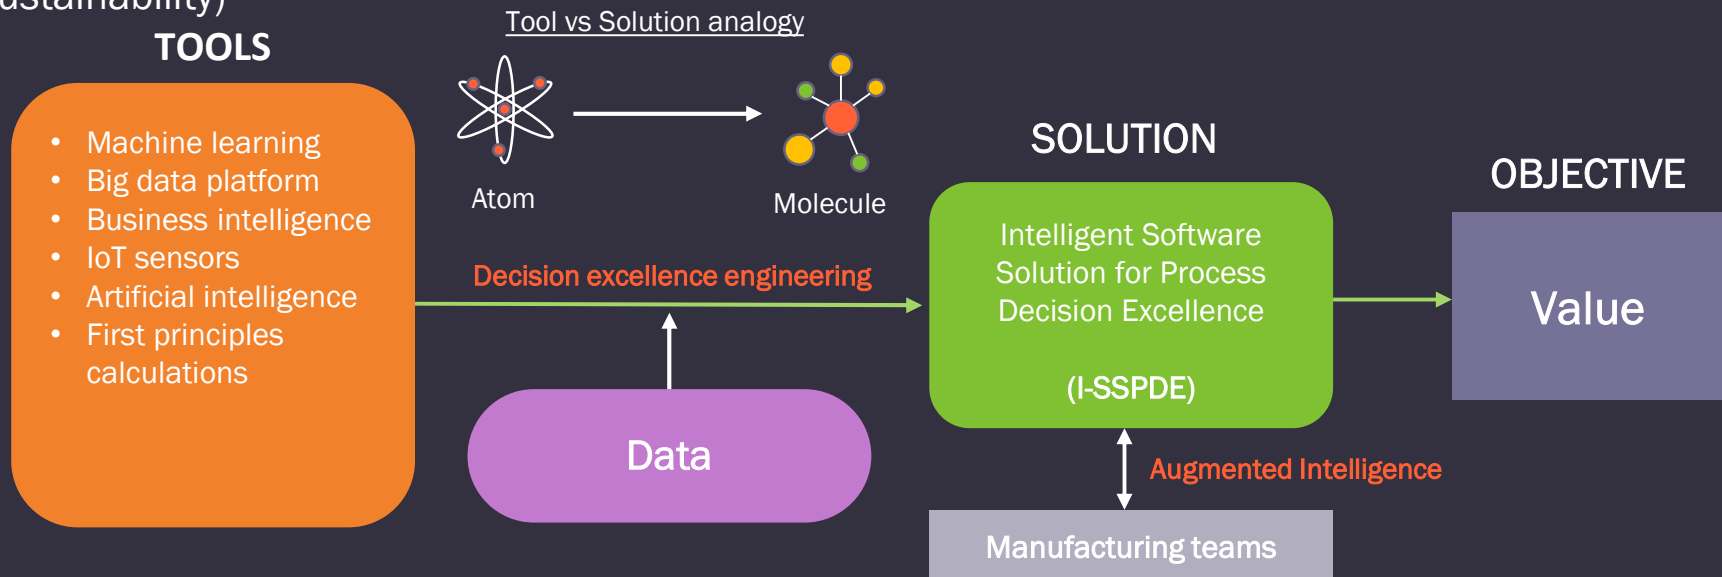 TOOLS
• Machine learning
• Big data platform
• Business intelligence
• IoT sensors
• Artificial intelligence
• First principles
calculations
Tool vs Solution analogy
Atom
Molecule
Decision excellence engineering
Data
SOLUTION
Intelligent Software
Solution for Process
Decision Excellence
(I-SSPDE)
Augmented Intelligence
Manufacturing teams
OBJECTIVE
Value